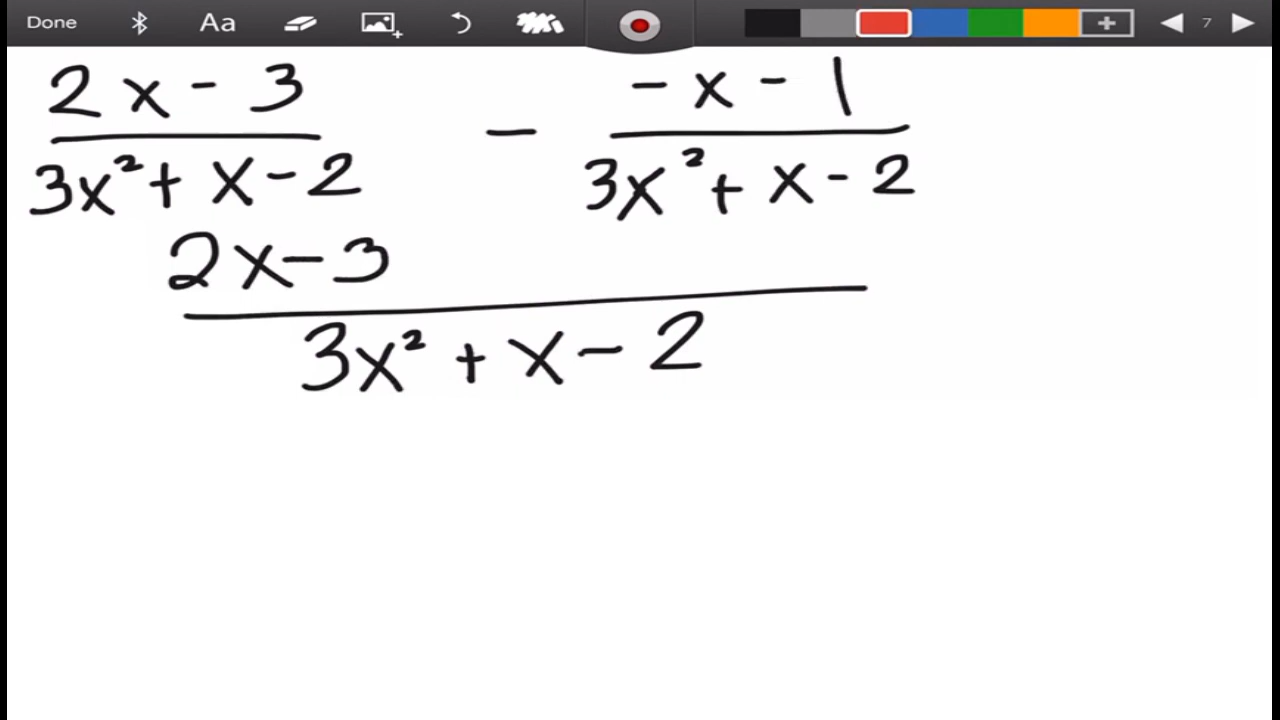 Done Aa 7
2x - 3 - -x - 1
3x² + x - 2 3x² + x - 2
2x - 3
3x² + x - 2